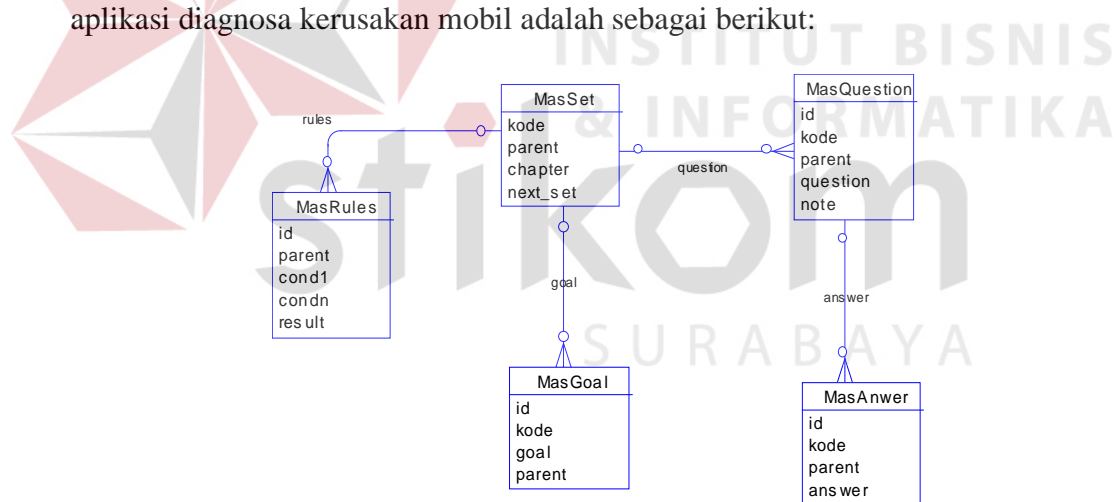 aplikasi diagnosa kerusakan mobil adalah sebagai berikut:
INSTITUT BISNIS
& INFORMATIKA
stikom
SURABAYA
rules
MasSet
kode
parent
chapter
next_set
question
MasQuestion
id
kode
parent
question
note
MasRules
id
parent
cond1
condn
result
goal
answer
MasGoal
id
kode
goal
parent
MasAnwer
id
kode
parent
answer